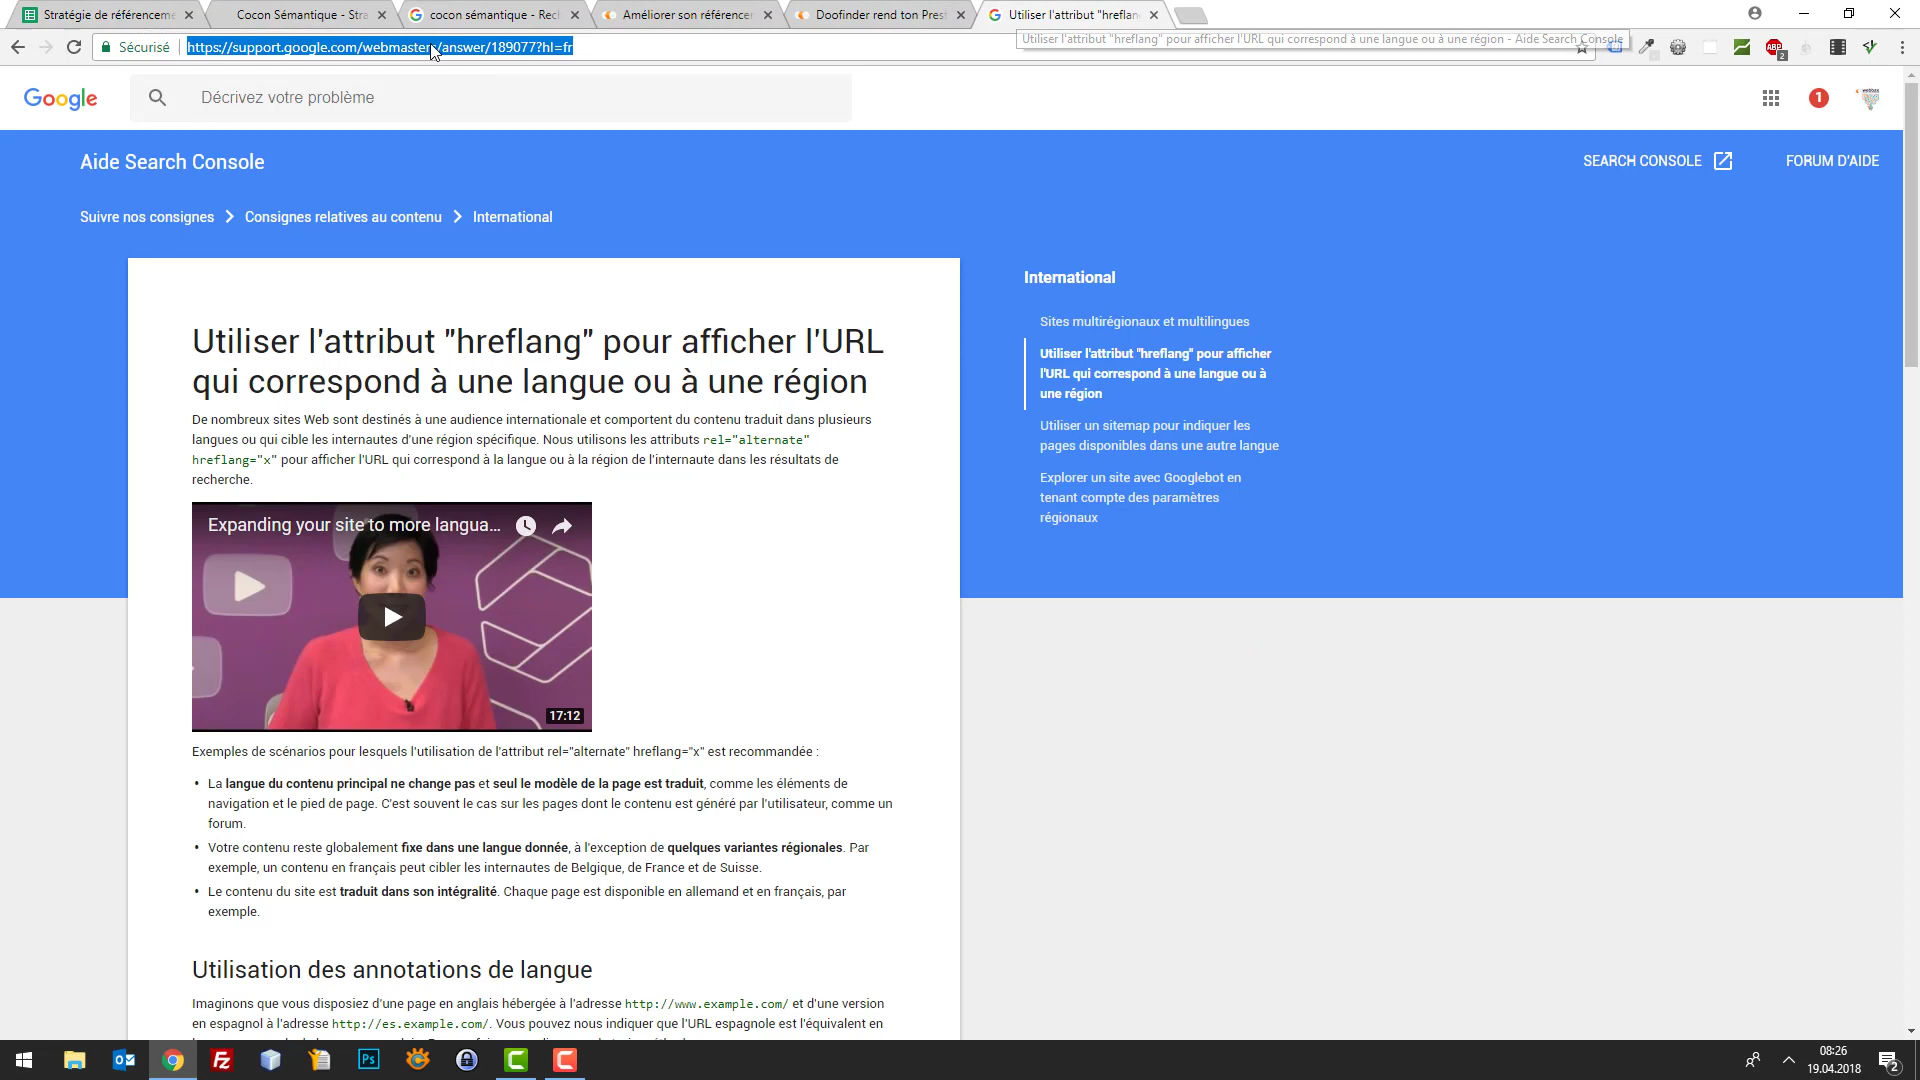 Stratégie de référenceme
Cocon Sémantique - Stra
cocon sémantique - Rec
Améliorer son référencer
Doofinder rend ton Prest
Utiliser l'attribut "hreflan
Sécurisé
https://support.google.com/webmasters/answer/189077?hl=fr
Utiliser l'attribut "hreflang" pour afficher l'URL qui correspond à une langue ou à une région - Aide Search Console
ABP
2
Google
Décrivez votre problème
1
Aide Search Console
SEARCH CONSOLE
FORUM D'AIDE
Suivre nos consignes
Consignes relatives au contenu
International
Utiliser l'attribut "hreflang" pour afficher l'URL
qui correspond à une langue ou à une région
De nombreux sites Web sont destinés à une audience internationale et comportent du contenu traduit dans plusieurs
langues ou qui cible les internautes d'une région spécifique. Nous utilisons les attributs rel="alternate"
hreflang="x" pour afficher l'URL qui correspond à la langue ou à la région de l'internaute dans les résultats de
recherche.
Expanding your site to more langua...
17:12
Exemples de scénarios pour lesquels l'utilisation de l'attribut rel="alternate" hreflang="x" est recommandée :
• La langue du contenu principal ne change pas et seul le modèle de la page est traduit, comme les éléments de
navigation et le pied de page. C'est souvent le cas sur les pages dont le contenu est généré par l'utilisateur, comme un
forum.
• Votre contenu reste globalement fixe dans une langue donnée, à l'exception de quelques variantes régionales. Par
exemple, un contenu en français peut cibler les internautes de Belgique, de France et de Suisse.
• Le contenu du site est traduit dans son intégralité. Chaque page est disponible en allemand et en français, par
exemple.
Utilisation des annotations de langue
Imaginons que vous disposiez d'une page en anglais hébergée à l'adresse http://www.example.com/ et d'une version
en espagnol à l'adresse http://es.example.com/. Vous pouvez nous indiquer que l'URL espagnole est l'équivalent en
International
Sites multirégionaux et multilingues
Utiliser l'attribut "hreflang" pour afficher
l'URL qui correspond à une langue ou à
une région
Utiliser un sitemap pour indiquer les
pages disponibles dans une autre langue
Explorer un site avec Googlebot en
tenant compte des paramètres
régionaux
Ps
08:26
19.04.2018
2